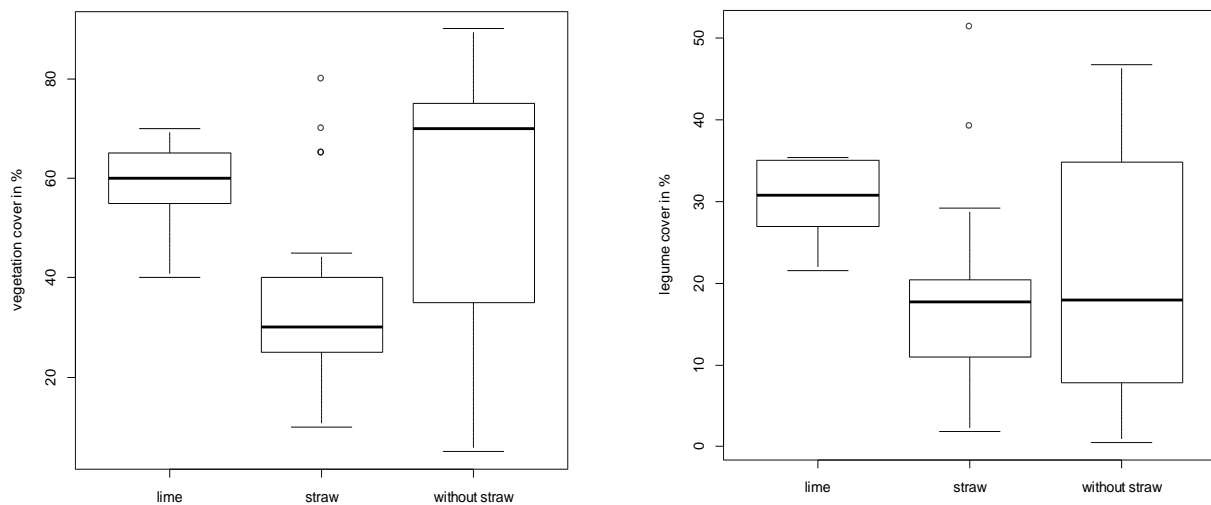 vegetation cover in %
80
60
40
20
lime straw without straw
legume cover in %
50
40
30
20
10
0
lime straw without straw